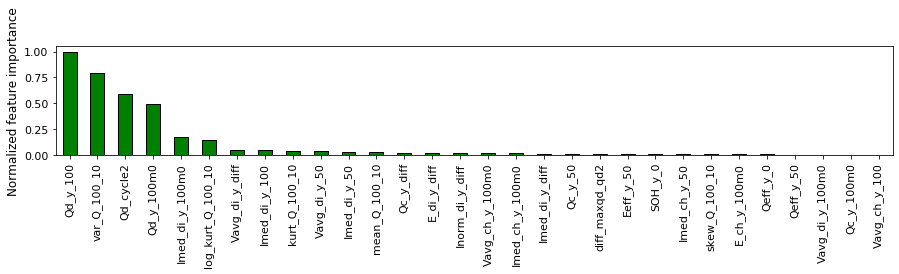 Normalized feature importance
1.00
0.75
0.50
0.25
0.00
Qd_y_100
var_Q_100_10
Qd_cycle2
Qd_y_100m0
Imed_di_y_100m0
log_kurt_Q_100_10
Vavg_di_y_diff
Imed_di_y_100
kurt_Q_100_10
Vavg_di_y_50
Imed_di_y_50
mean_Q_100_10
Qc_y_diff
E_di_y_diff
Inorm_di_y_diff
Vavg_ch_y_100m0
Imed_ch_y_100m0
Imed_di_y_diff
Qc_y_50
diff_maxqd_qd2
Eeff_y_50
SOH_y_0
Imed_ch_y_50
skew_Q_100_10
E_ch_y_100m0
Qeff_y_0
Qeff_y_50
Vavg_di_y_100m0
Qc_y_100m0
Vavg_ch_y_100